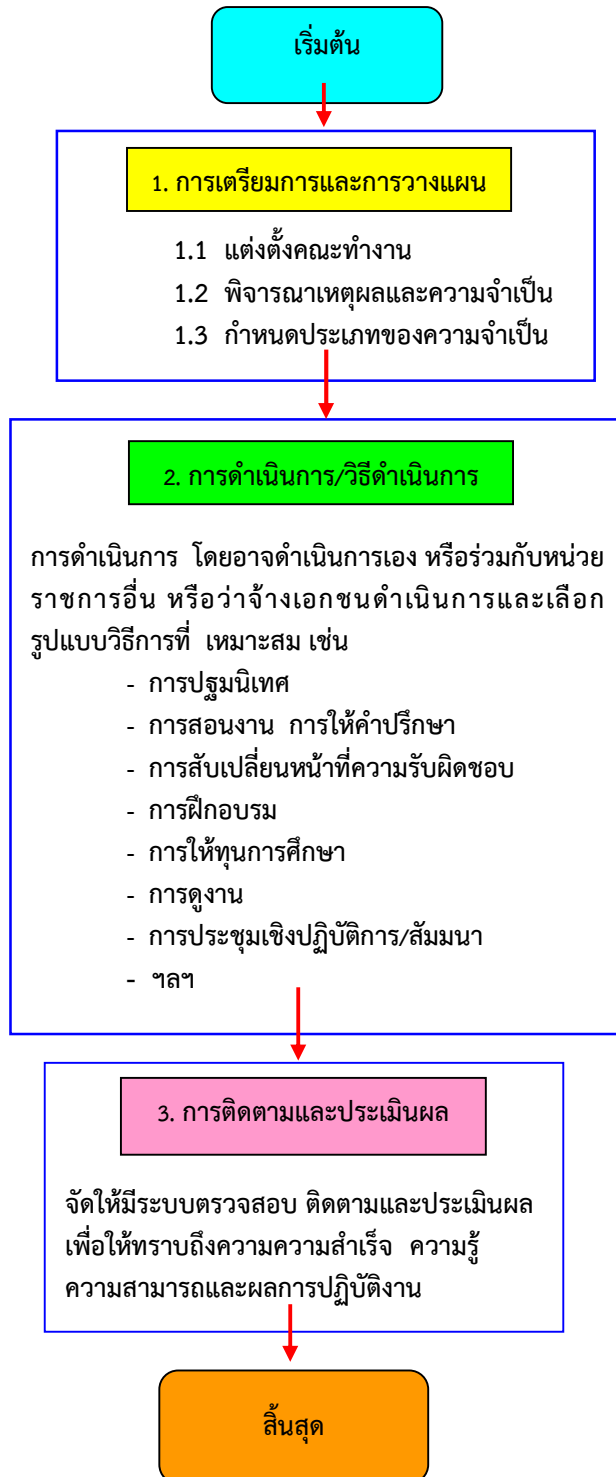 เริ่มต้น
1. การเตรียมการและการวางแผน
1.1 แต่งตั้งคณะทำงาน
1.2 พิจารณาเหตุผลและความจำเป็น
1.3 กำหนดประเภทของความจำเป็น
2. การดำเนินการ/วิธีดำเนินการ
การดำเนินการ โดยอาจดำเนินการเอง หรือร่วมกับหน่วย
ราชการอื่น หรือว่าจ้างเอกชนดำเนินการและเลือก
รูปแบบวิธีการที่ เหมาะสม เช่น
- การปฐมนิเทศ
- การสอนงาน การให้คำปรึกษา
- การสับเปลี่ยนหน้าที่ความรับผิดชอบ
- การฝึกอบรม
- การให้ทุนการศึกษา
- การดูงาน
- การประชุมเชิงปฏิบัติการ/สัมมนา
- ฯลฯ
3. การติดตามและประเมินผล
จัดให้มีระบบตรวจสอบ ติดตามและประเมินผล
เพื่อให้ทราบถึงความความสำเร็จ ความรู้
ความสามารถและผลการปฏิบัติงาน
สิ้นสุด